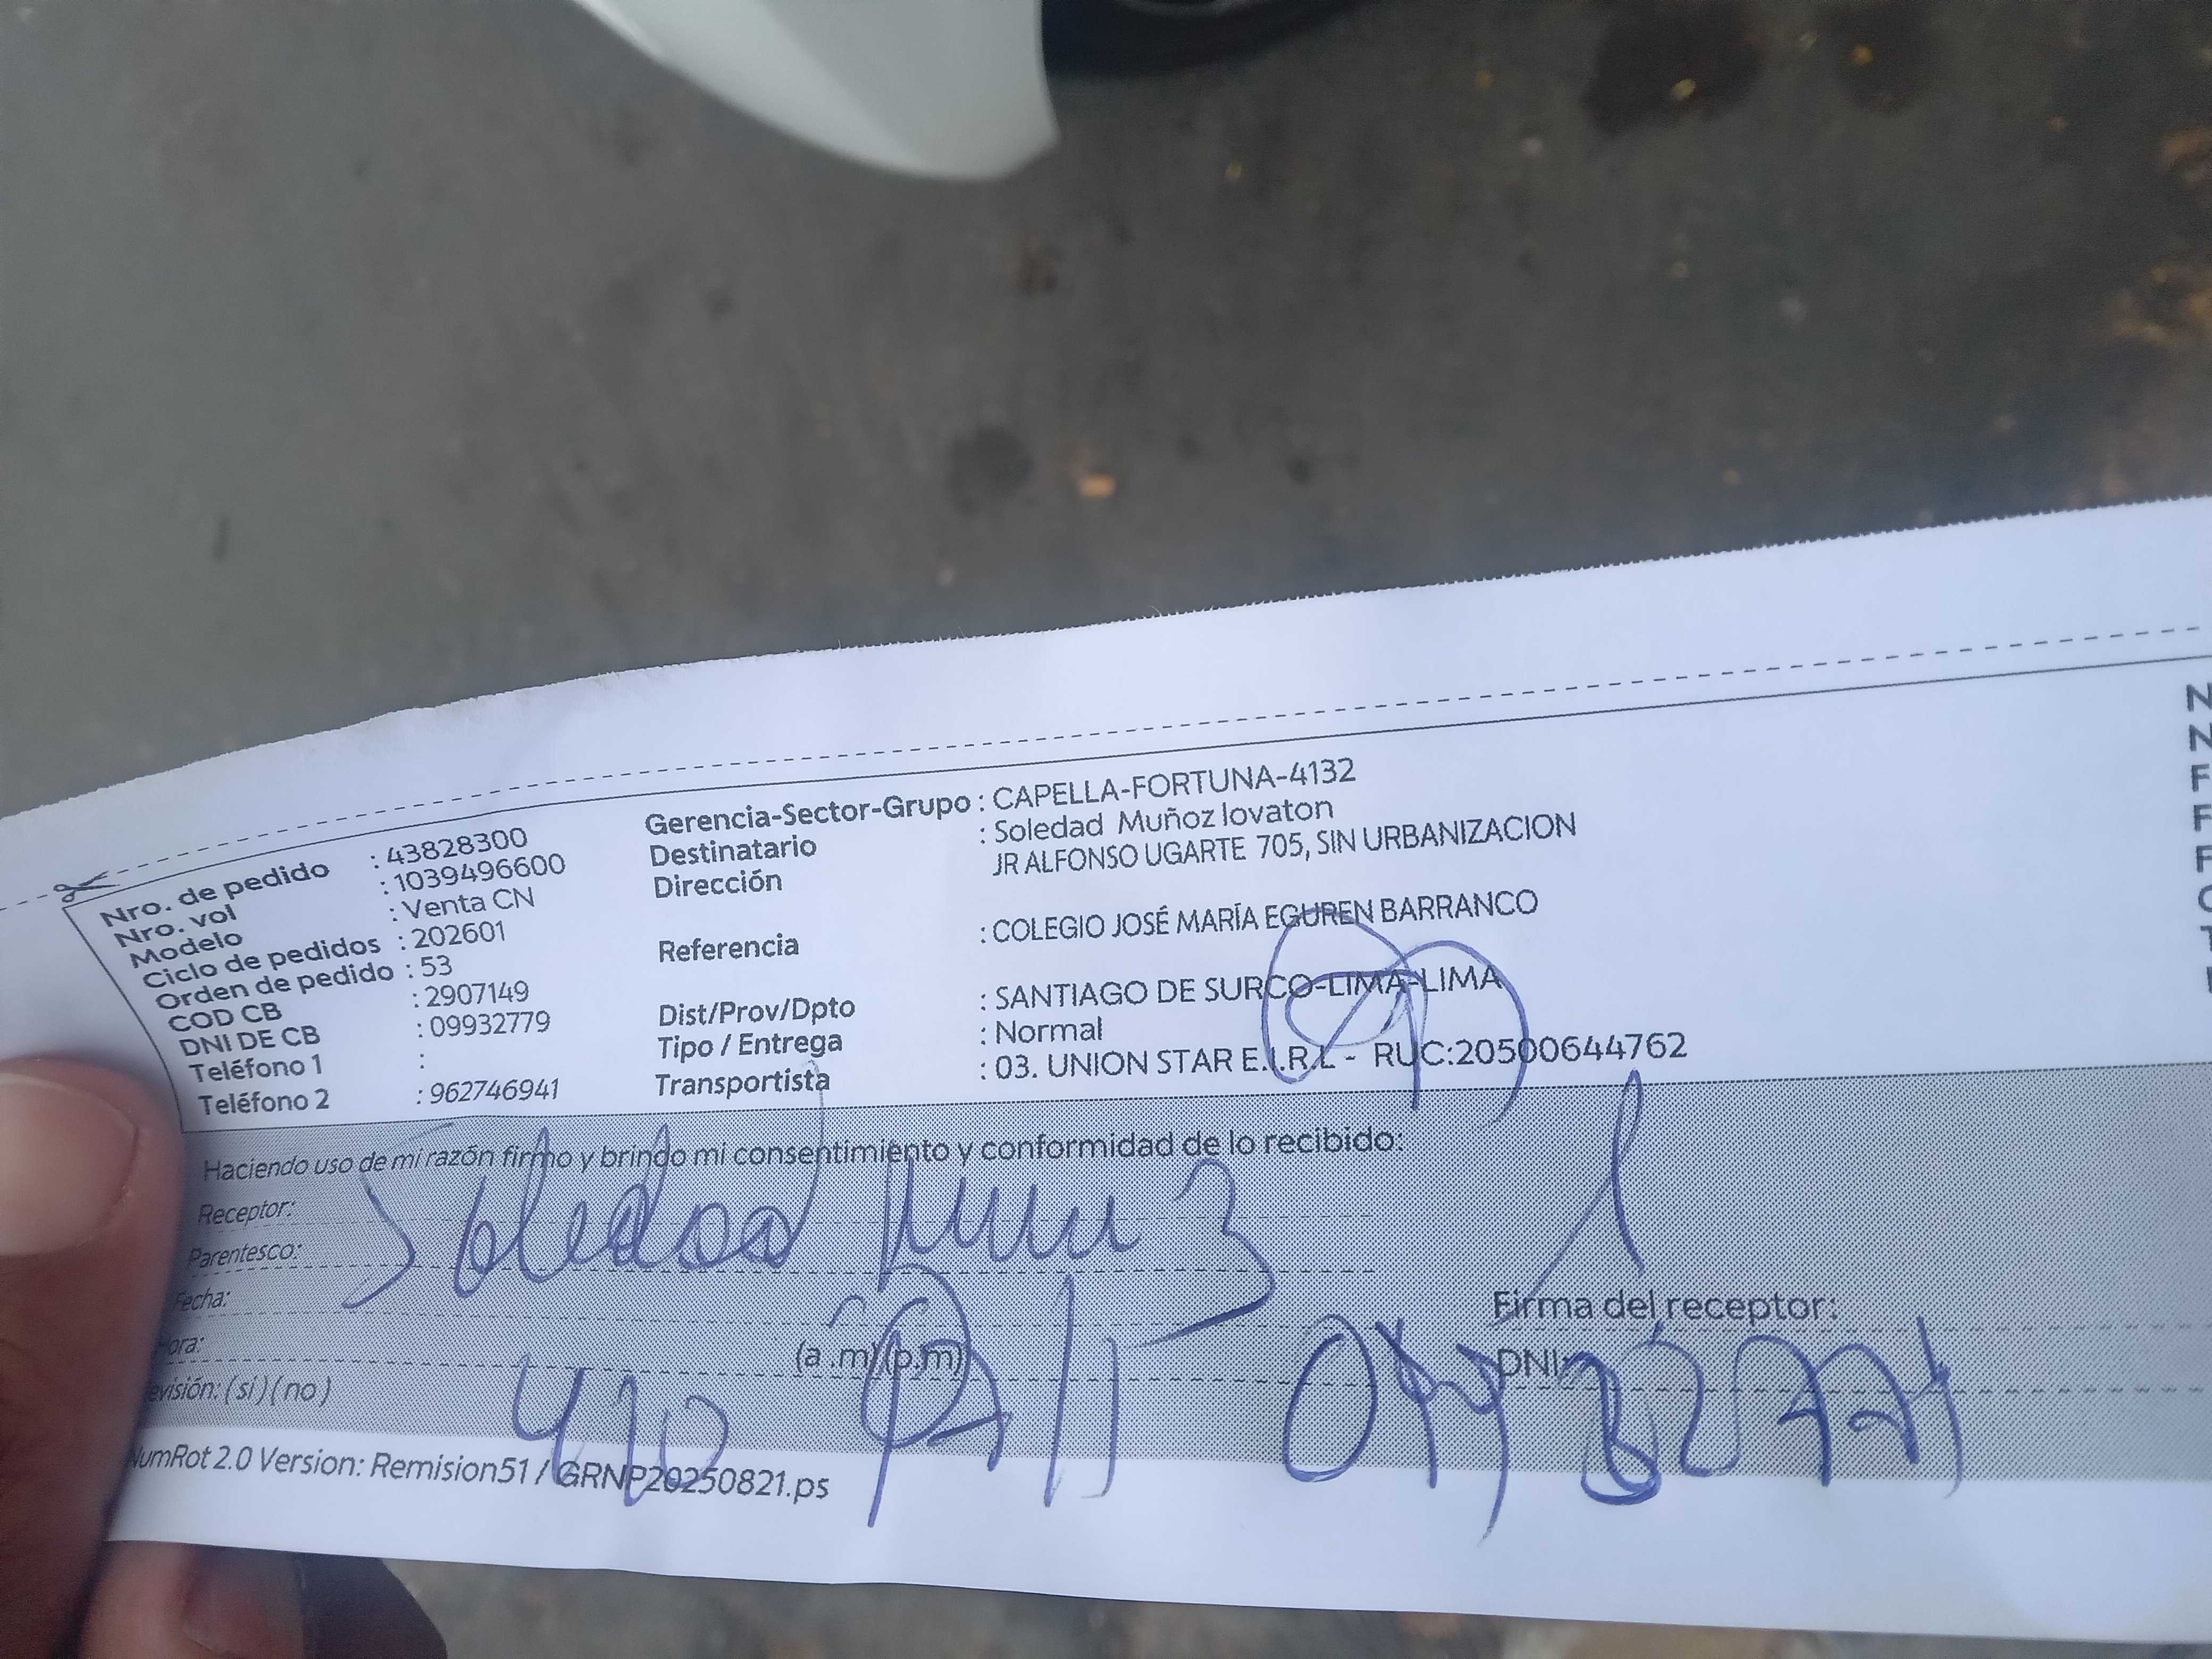 Nro. de pedido : 43828300
Nro. vol : 1039496600
Modelo : Venta CN
Ciclo de pedidos : 202601
Orden de pedido : 53
COD CB : 2907149
DNI DE CB : 09932779
Teléfono 1 :
Teléfono 2 : 962746941
Gerencia-Sector-Grupo : CAPELLA-FORTUNA-4132
Destinatario : Soledad Muñoz lovaton
Dirección JR ALFONSO UGARTE 705, SIN URBANIZACION
Referencia : COLEGIO JOSÉ MARÍA EGUREN BARRANCO
Dist/Prov/Dpto : SANTIAGO DE SURCO-LIMA-LIMA
Tipo / Entrega : Normal
Transportista : 03. UNION STAR E.I.R.L - RUC:20500644762
N
N
F
F
F
Haciendo uso de mi razón firmo y brindo mi consentimiento y conformidad de lo recibido:
Receptor: Soledad
Parentesco:
Fecha:
ora: (a .m)(p.m)
evisión: ( si ) ( no )
Firma del receptor:
DNI:
NumRot 2.0 Version: Remision51 / GRNP20250821.ps